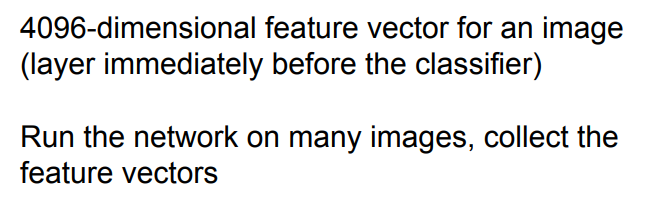 4096-dimensional feature vector for an image
(layer immediately before the classifier)
Run the network on many images, collect the
feature vectors